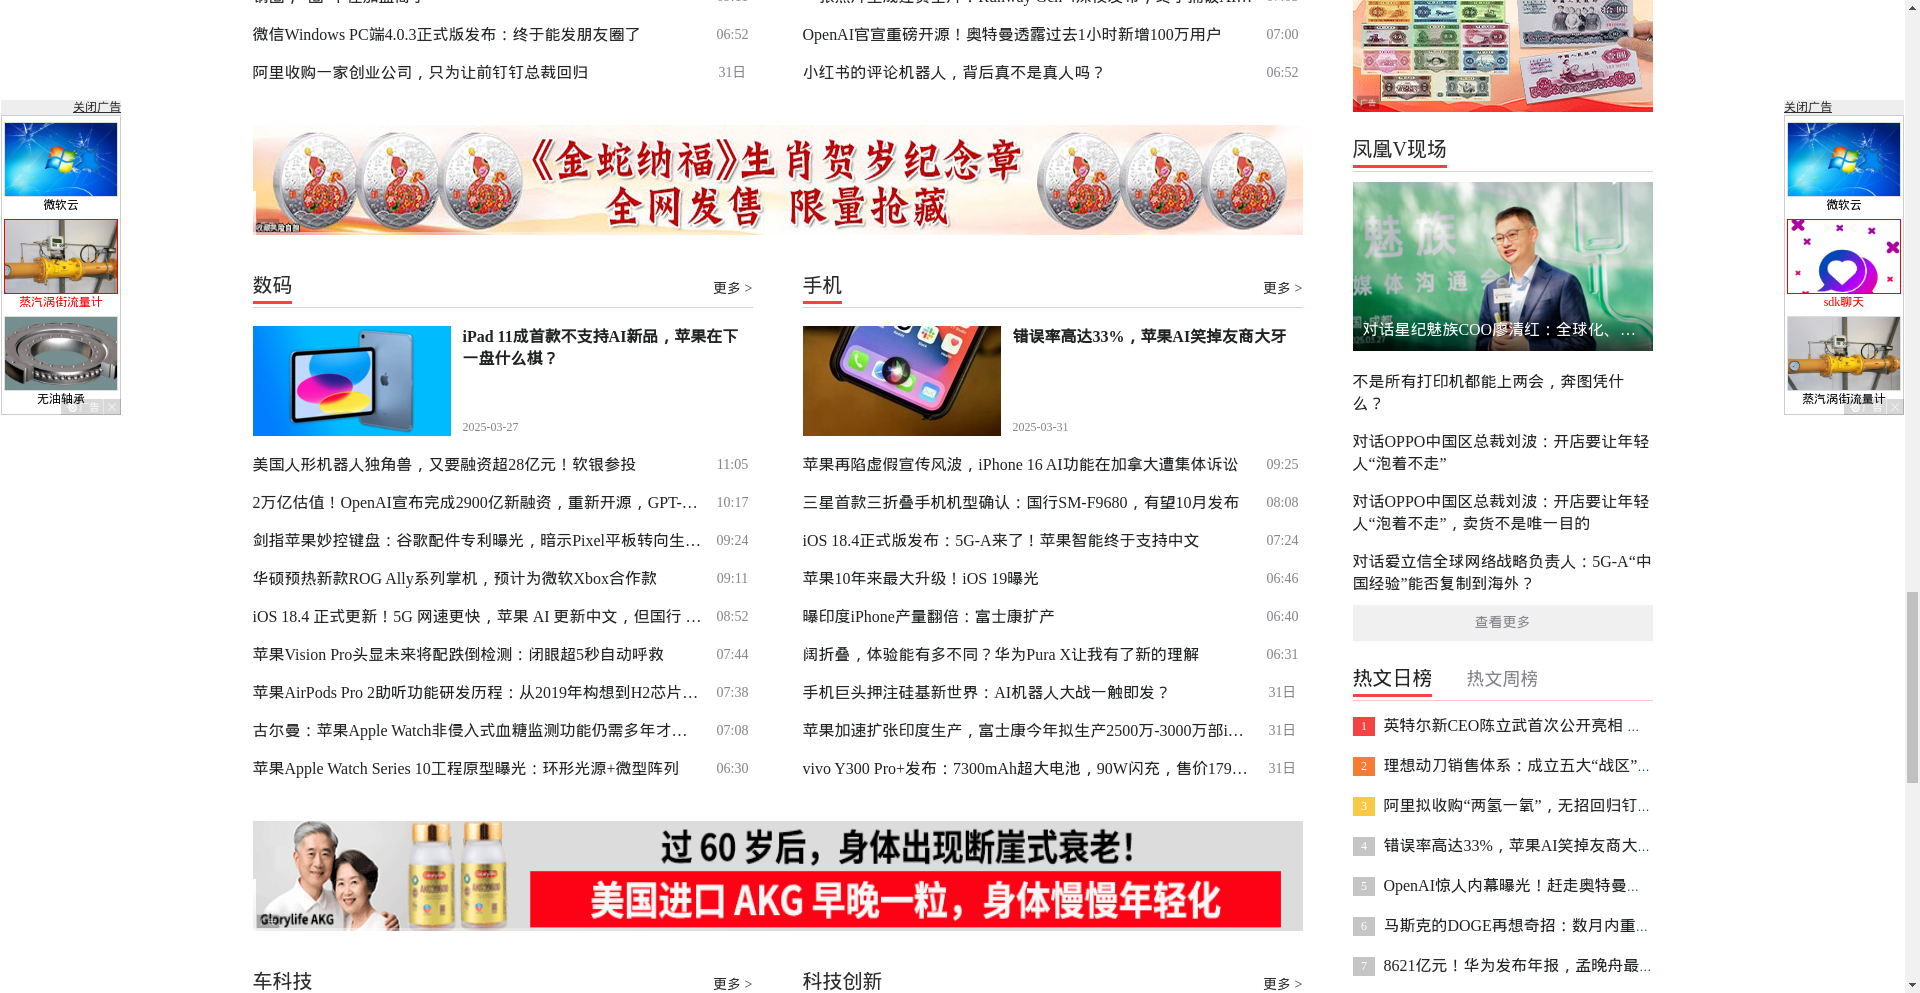 微信Windows PC端4.0.3正式版发布：终于能发朋友圈了 06:52
阿里收购一家创业公司，只为让前钉钉总裁回归 31日
OpenAI官宣重磅开源！奥特曼透露过去1小时新增100万用户 07:00
小红书的评论机器人，背后真不是真人吗？ 06:52
关闭广告
微软云
蒸汽涡街流量计
无油轴承
广告
《金蛇纳福》生肖贺岁纪念章
全网发售 限量抢藏
收藏风险自担
数码
更多 >
iPad 11成首款不支持AI新品，苹果在下
一盘什么棋？
2025-03-27
美国人形机器人独角兽，又要融资超28亿元！软银参投 11:05
2万亿估值！OpenAI宣布完成2900亿新融资，重新开源，GPT-… 10:17
剑指苹果妙控键盘：谷歌配件专利曝光，暗示Pixel平板转向生… 09:24
华硕预热新款ROG Ally系列掌机，预计为微软Xbox合作款 09:11
iOS 18.4 正式更新！5G 网速更快，苹果 AI 更新中文，但国行 … 08:52
苹果Vision Pro头显未来将配跌倒检测：闭眼超5秒自动呼救 07:44
苹果AirPods Pro 2助听功能研发历程：从2019年构想到H2芯片… 07:38
古尔曼：苹果Apple Watch非侵入式血糖监测功能仍需多年才… 07:08
苹果Apple Watch Series 10工程原型曝光：环形光源+微型阵列 06:30
手机
更多 >
错误率高达33%，苹果AI笑掉友商大牙
2025-03-31
苹果再陷虚假宣传风波，iPhone 16 AI功能在加拿大遭集体诉讼 09:25
三星首款三折叠手机机型确认：国行SM-F9680，有望10月发布 08:08
iOS 18.4正式版发布：5G-A来了！苹果智能终于支持中文 07:24
苹果10年来最大升级！iOS 19曝光 06:46
曝印度iPhone产量翻倍：富士康扩产 06:40
阔折叠，体验能有多不同？华为Pura X让我有了新的理解 06:31
手机巨头押注硅基新世界：AI机器人大战一触即发？ 31日
苹果加速扩张印度生产，富士康今年拟生产2500万-3000万部i… 31日
vivo Y300 Pro+发布：7300mAh超大电池，90W闪充，售价179… 31日
过 60 岁后，身体出现断崖式衰老！
美国进口 AKG 早晚一粒，身体慢慢年轻化
Glorylife AKG
车科技
更多 >
科技创新
更多 >
广告
凤凰V现场
魅族
媒体沟通会
对话星纪魅族COO廖清红：全球化、…
不是所有打印机都能上两会，奔图凭什
么？
对话OPPO中国区总裁刘波：开店要让年轻
人“泡着不走”
对话OPPO中国区总裁刘波：开店要让年轻
人“泡着不走”，卖货不是唯一目的
对话爱立信全球网络战略负责人：5G-A“中
国经验”能否复制到海外？
查看更多
热文日榜
热文周榜
1 英特尔新CEO陈立武首次公开亮相 …
2 理想动刀销售体系：成立五大“战区”…
3 阿里拟收购“两氢一氧”，无招回归钉…
4 错误率高达33%，苹果AI笑掉友商大…
5 OpenAI惊人内幕曝光！赶走奥特曼…
6 马斯克的DOGE再想奇招：数月内重…
7 8621亿元！华为发布年报，孟晚舟最…
关闭广告
微软云
sdk聊天
蒸汽涡街流量计
广告